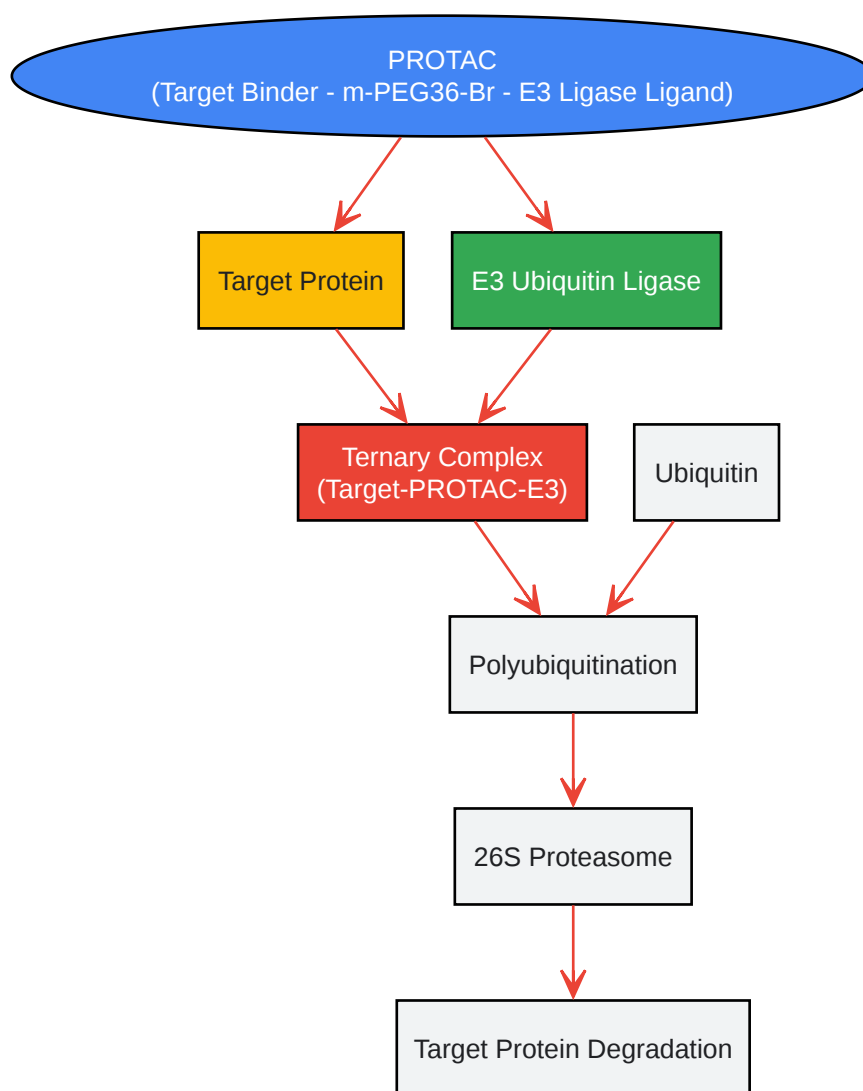 PROTAC
(Target Binder - m-PEG36-Br - E3 Ligase Ligand)
Target Protein
E3 Ubiquitin Ligase
Ternary Complex
(Target-PROTAC-E3)
Ubiquitin
Polyubiquitination
26S Proteasome
Target Protein Degradation